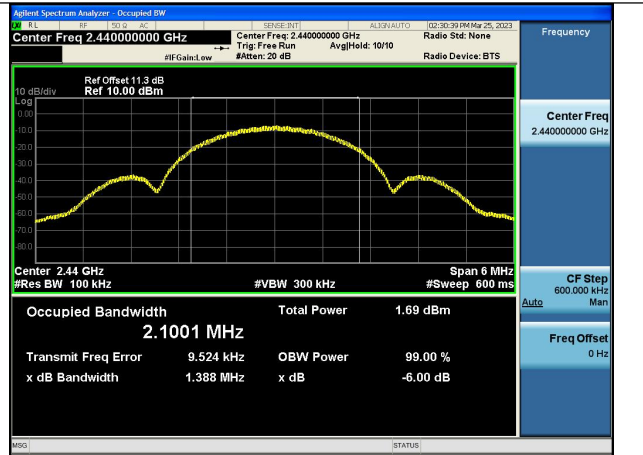 Agilent Spectrum Analyzer - Occupied BW
RL RF 50 Ω AC SENSE:INT ALIGN AUTO 02:30:39 PM Mar 25, 2023
Center Freq 2.440000000 GHz
Center Freq: 2.440000000 GHz
Radio Std: None
Trig: Free Run Avg|Hold: 10/10
#IFGain:Low #Atten: 20 dB Radio Device: BTS
Ref Offset 11.3 dB
10 dB/div Ref 10.00 dBm
Log
0.00
-10.0
-20.0
-30.0
-40.0
-50.0
-60.0
-70.0
-80.0
Center 2.44 GHz Span 6 MHz
#Res BW 100 kHz #VBW 300 kHz #Sweep 600 ms
Occupied Bandwidth Total Power 1.69 dBm
2.1001 MHz
Transmit Freq Error 9.524 kHz OBW Power 99.00 %
x dB Bandwidth 1.388 MHz x dB -6.00 dB
MSG STATUS
Frequency
Center Freq
2.440000000 GHz
CF Step
600.000 kHz
Auto Man
Freq Offset
0 Hz